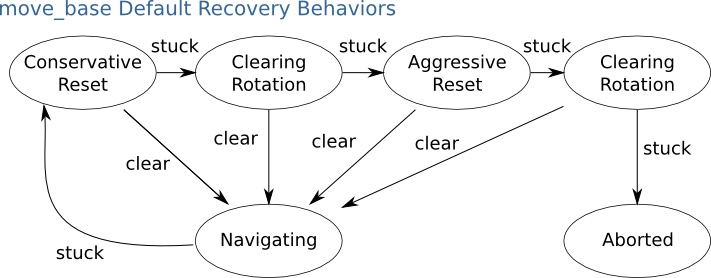 move_base Default Recovery Behaviors
stuck
stuck
stuck
Conservative
Reset
Clearing
Rotation
Aggressive
Reset
Clearing
Rotation
clear
clear
clear
clear
stuck
Navigating
Aborted
stuck